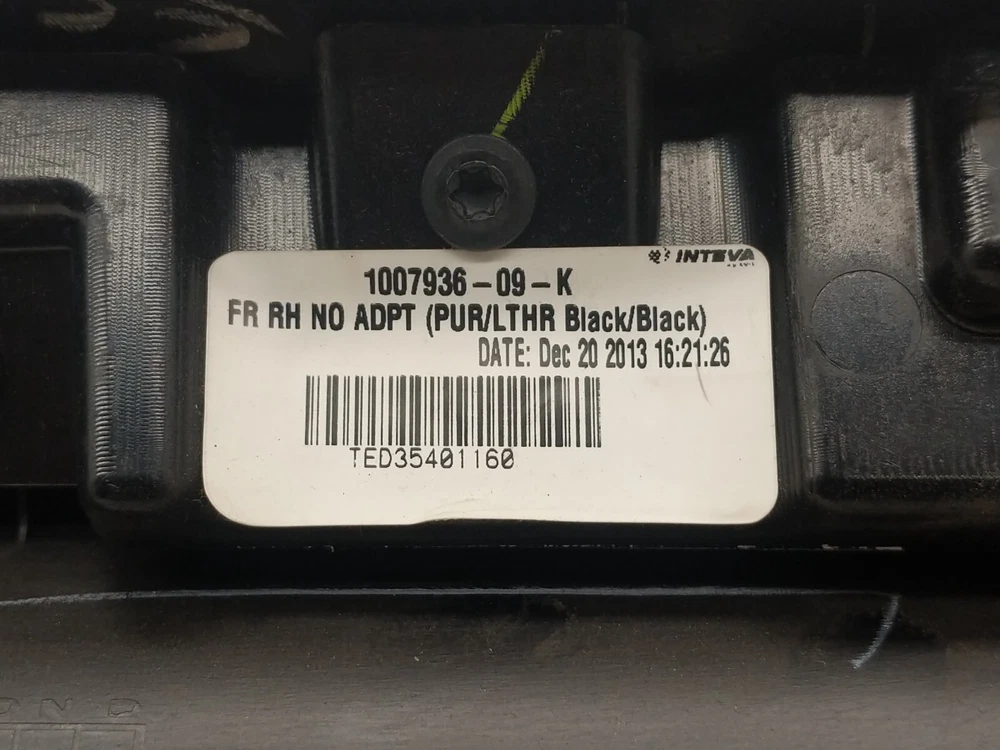 INTEVA
1007936-09-K
FR RH NO ADPT (PUR/LTHR Black/Black)
DATE: Dec 20 2013 16:21:26
TED35401160